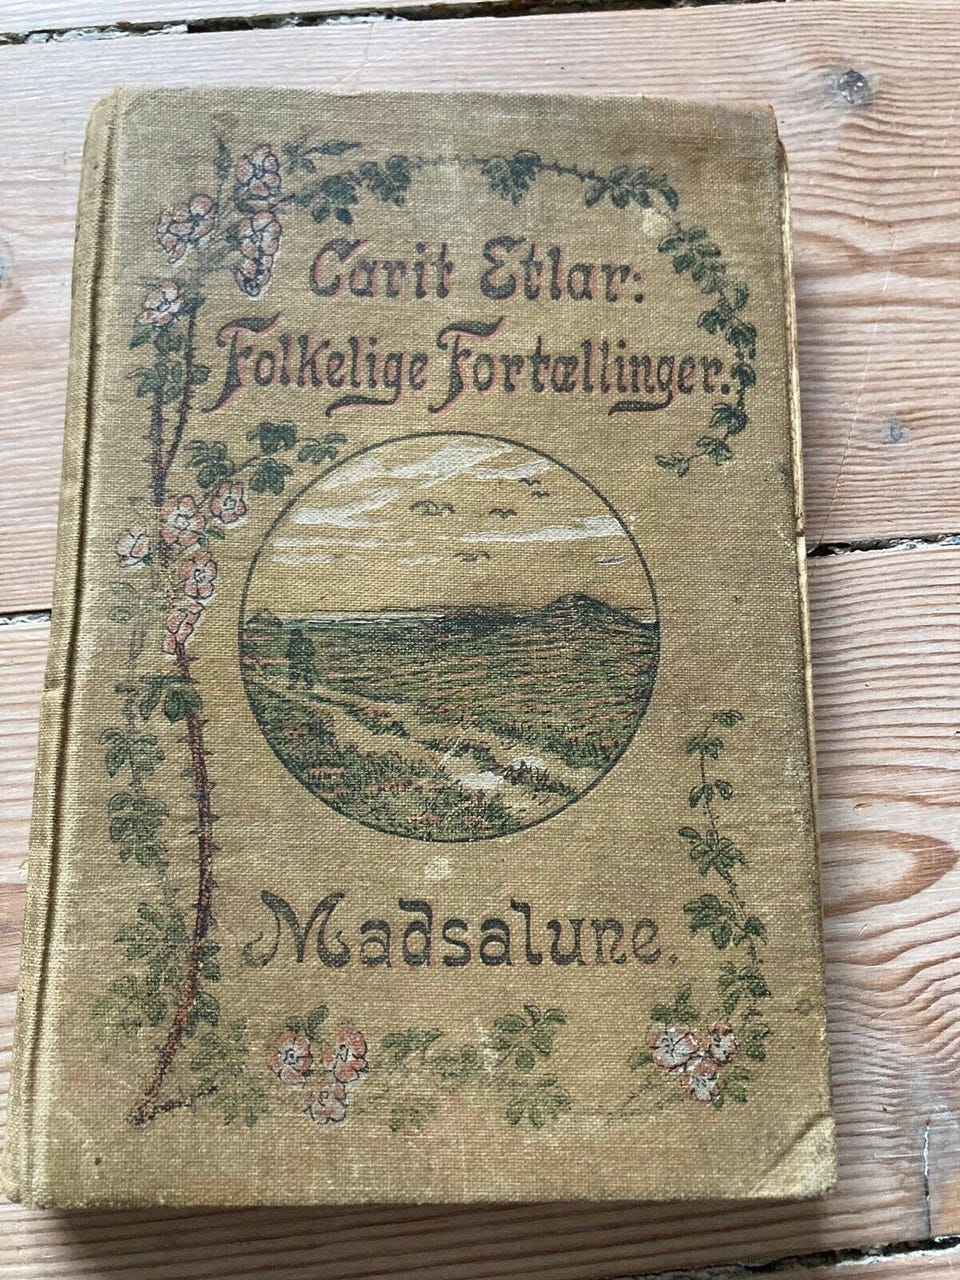 Carit Etlar:
Folkelige Fortællinger.
Madsalune.